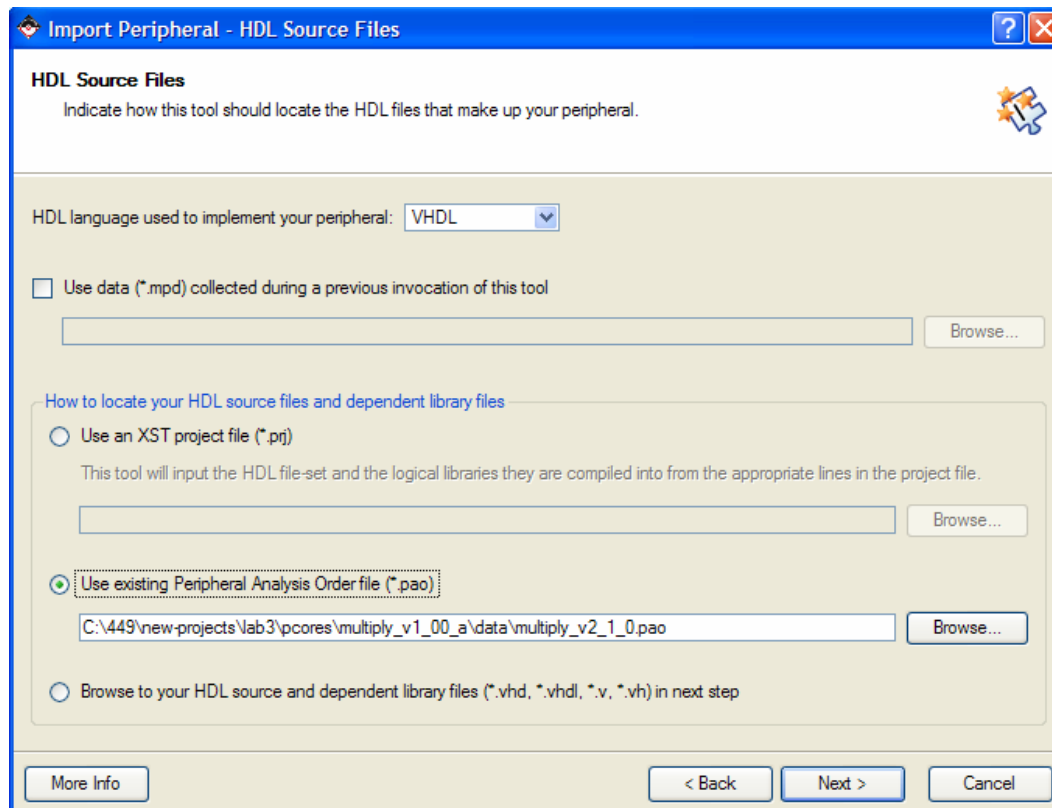 Import Peripheral - HDL Source Files
HDL Source Files
Indicate how this tool should locate the HDL files that make up your peripheral.
HDL language used to implement your peripheral: VHDL
Use data (*.mpd) collected during a previous invocation of this tool
Browse...
How to locate your HDL source files and dependent library files
Use an XST project file (*.prj)
This tool will input the HDL file-set and the logical libraries they are compiled into from the appropriate lines in the project file.
Browse...
Use existing Peripheral Analysis Order file (*.pao)
C:\449\new-projects\lab3\pcores\multiply_v1_00_a\data\multiply_v2_1_0.pao Browse...
Browse to your HDL source and dependent library files (*.vhd, *.vhdl, *.v, *.vh) in next step
More Info < Back Next > Cancel